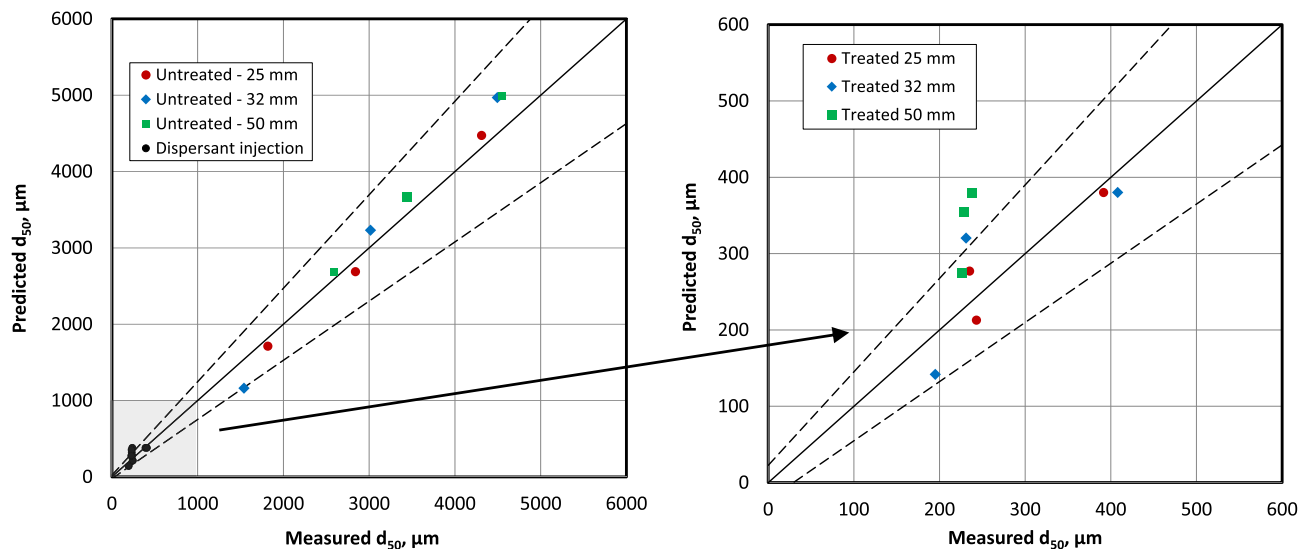 6000
5000
4000
3000
2000
1000
0
Predicted d50, µm
Untreated - 25 mm
Untreated - 32 mm
Untreated - 50 mm
Dispersant injection
0 1000 2000 3000 4000 5000 6000
Measured d50, µm
600
500
400
300
200
100
0
Predicted d50, µm
Treated 25 mm
Treated 32 mm
Treated 50 mm
0 100 200 300 400 500 600
Measured d50, µm